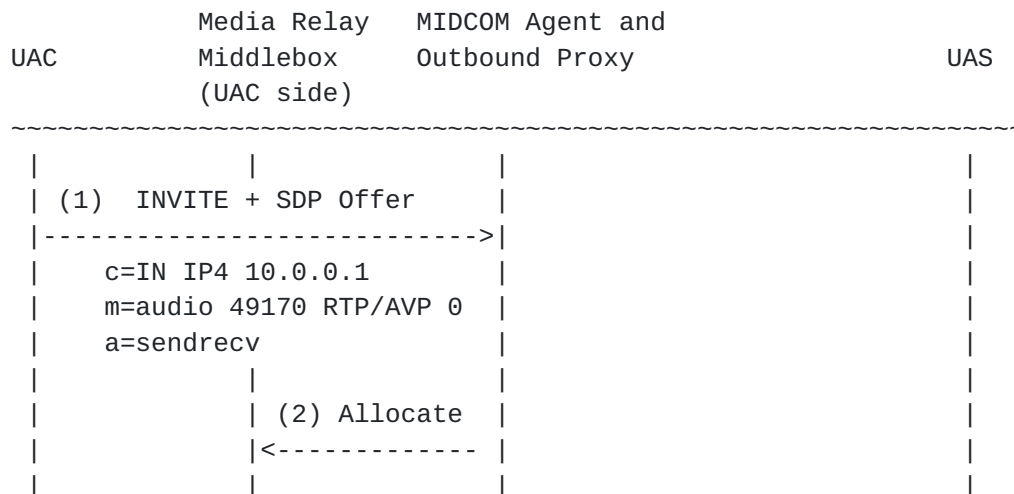 Media Relay   MIDCOM Agent and
UAC         Middlebox     Outbound Proxy                    UAS
            (UAC side)
~~~~~~~~~~~~~~~~~~~~~~~~~~~~~~~~~~~~~~~~~~~~~~~~~~~~~~~~~~~~~~~~~
 |             |               |                             |
 | (1)  INVITE + SDP Offer     |                             |
 |---------------------------->|                             |
 |    c=IN IP4 10.0.0.1        |                             |
 |    m=audio 49170 RTP/AVP 0  |                             |
 |    a=sendrecv               |                             |
 |             |               |                             |
 |             | (2) Allocate  |                             |
 |             |<------------- |                             |
 |             |               |                             |